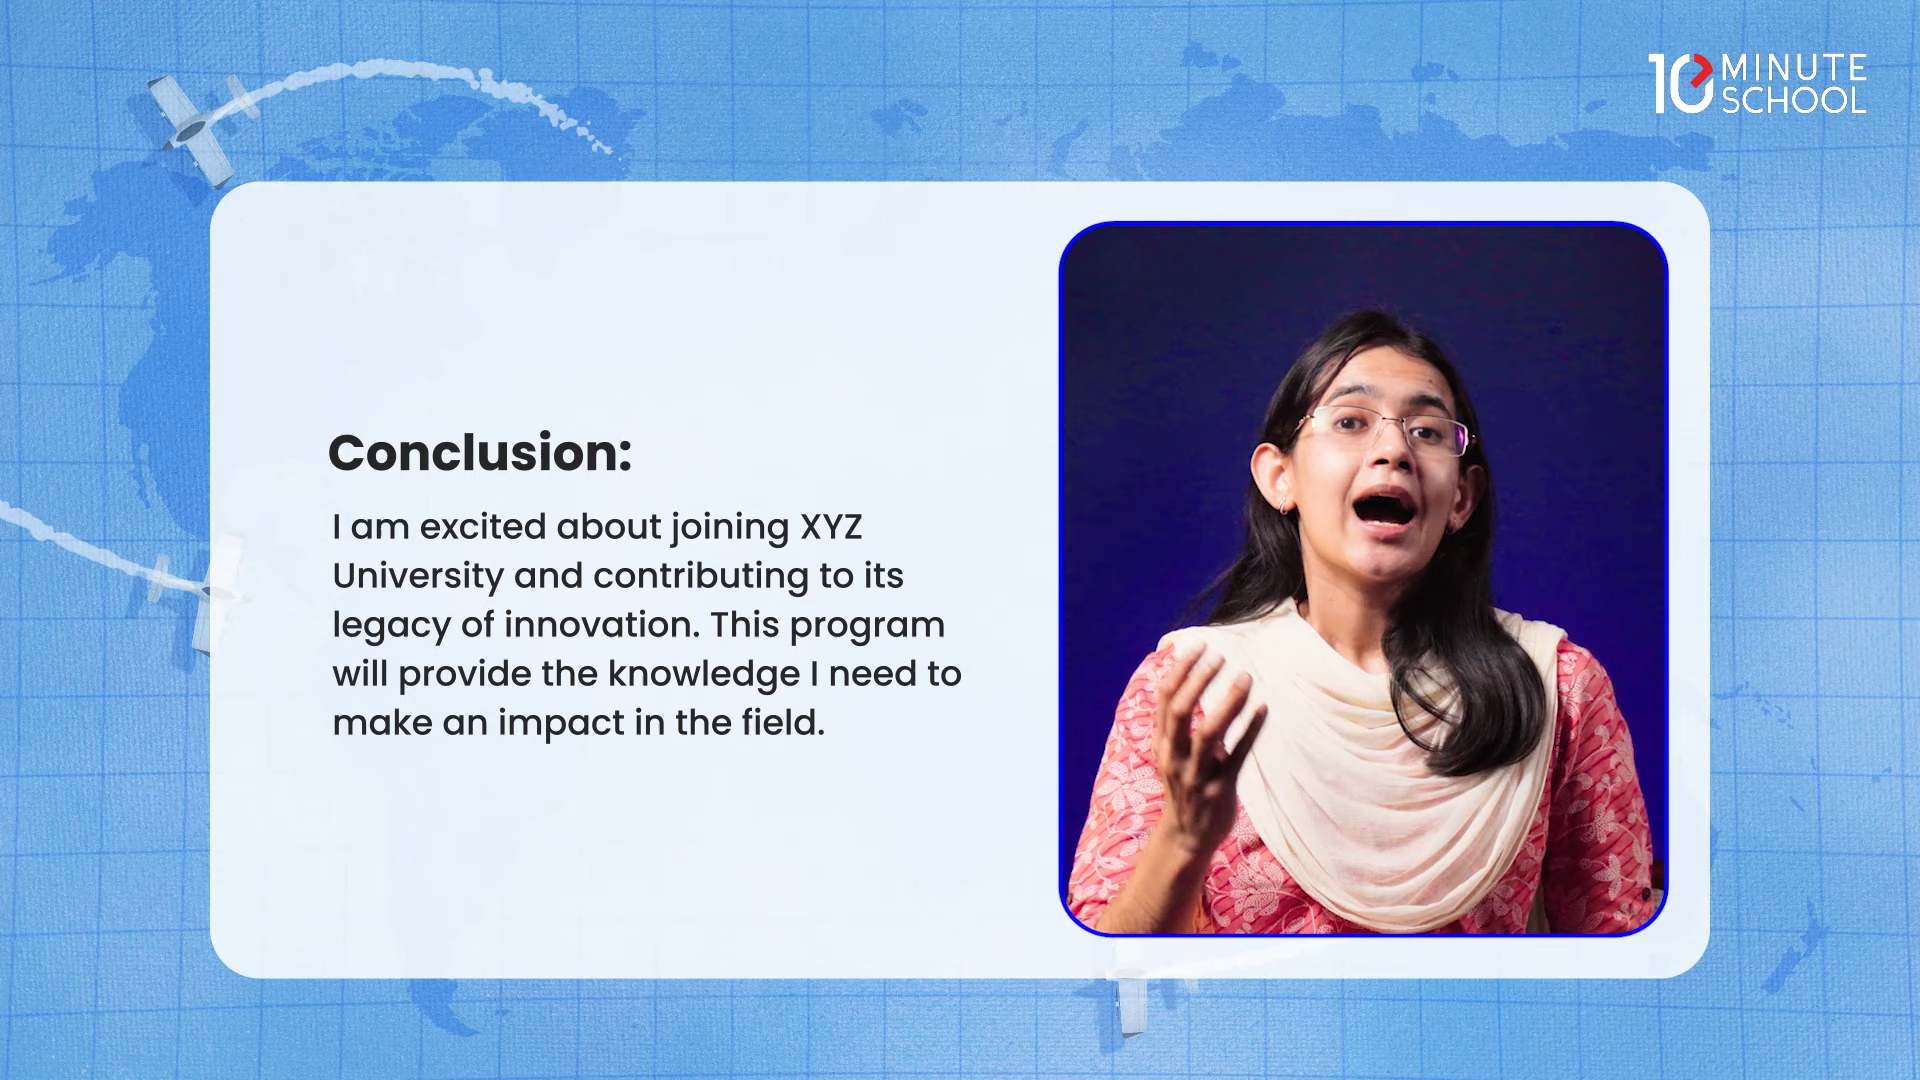 10 MINUTE
SCHOOL
Conclusion:
I am excited about joining XYZ
University and contributing to its
legacy of innovation. This program
will provide the knowledge I need to
make an impact in the field.